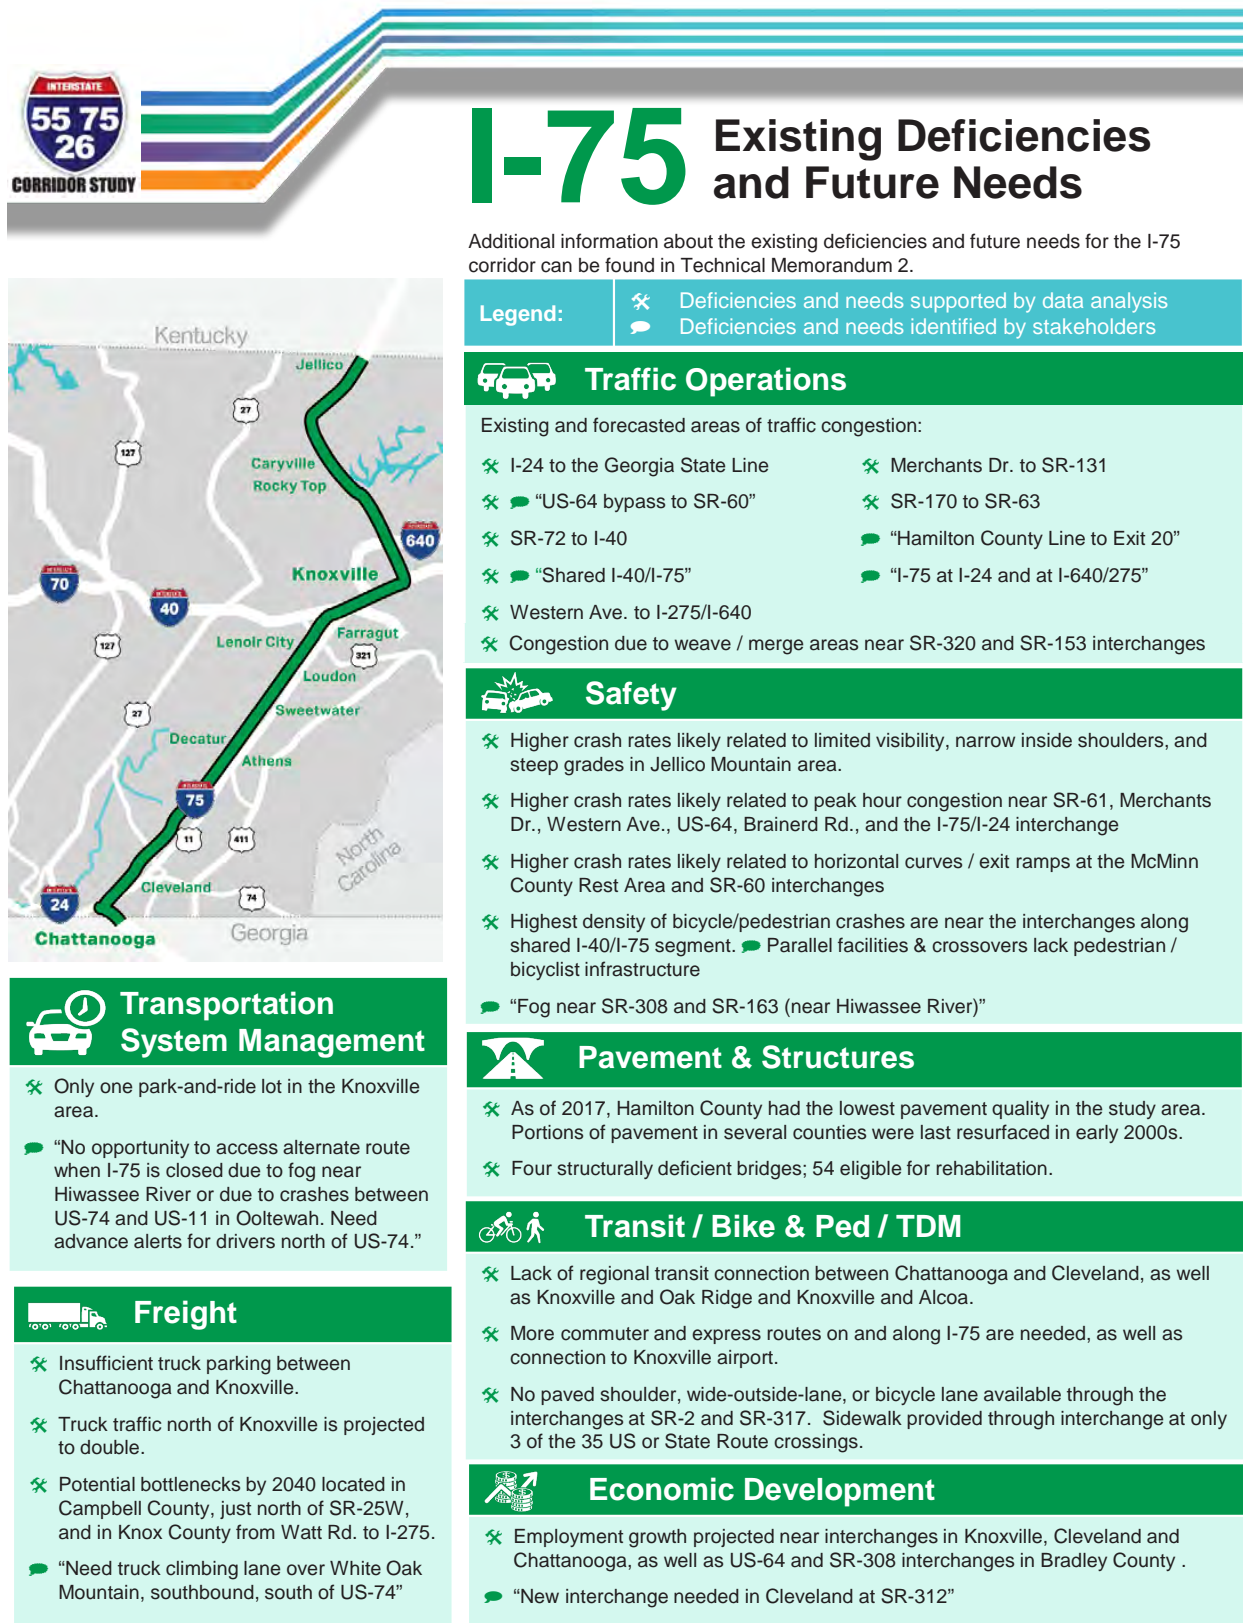 INTERSTATE
55 75
26
CORRIDOR STUDY
I-75 Existing Deficiencies
and Future Needs
Additional information about the existing deficiencies and future needs for the I-75
corridor can be found in Technical Memorandum 2.
Legend:
Deficiencies and needs supported by data analysis
Deficiencies and needs identified by stakeholders
Kentucky
Jellico
27
127
Caryville
Rocky Top
640
Knoxville
70
40
127
Lenoir City
Farragut
321
Loudon
27
Sweetwater
Decatur
Athens
75
11
411
North
Carolina
Cleveland
74
24
Georgia
Chattanooga
Traffic Operations
Existing and forecasted areas of traffic congestion:
I-24 to the Georgia State Line
“US-64 bypass to SR-60”
SR-72 to I-40
“Shared I-40/I-75”
Western Ave. to I-275/I-640
Merchants Dr. to SR-131
SR-170 to SR-63
“Hamilton County Line to Exit 20”
“I-75 at I-24 and at I-640/275”
Congestion due to weave / merge areas near SR-320 and SR-153 interchanges
Safety
Higher crash rates likely related to limited visibility, narrow inside shoulders, and
steep grades in Jellico Mountain area.
Higher crash rates likely related to peak hour congestion near SR-61, Merchants
Dr., Western Ave., US-64, Brainerd Rd., and the I-75/I-24 interchange
Higher crash rates likely related to horizontal curves / exit ramps at the McMinn
County Rest Area and SR-60 interchanges
Highest density of bicycle/pedestrian crashes are near the interchanges along
shared I-40/I-75 segment. Parallel facilities & crossovers lack pedestrian /
bicyclist infrastructure
“Fog near SR-308 and SR-163 (near Hiwassee River)”
Pavement & Structures
As of 2017, Hamilton County had the lowest pavement quality in the study area.
Portions of pavement in several counties were last resurfaced in early 2000s.
Four structurally deficient bridges; 54 eligible for rehabilitation.
Transit / Bike & Ped / TDM
Lack of regional transit connection between Chattanooga and Cleveland, as well
as Knoxville and Oak Ridge and Knoxville and Alcoa.
More commuter and express routes on and along I-75 are needed, as well as
connection to Knoxville airport.
No paved shoulder, wide-outside-lane, or bicycle lane available through the
interchanges at SR-2 and SR-317. Sidewalk provided through interchange at only
3 of the 35 US or State Route crossings.
Economic Development
Employment growth projected near interchanges in Knoxville, Cleveland and
Chattanooga, as well as US-64 and SR-308 interchanges in Bradley County .
“New interchange needed in Cleveland at SR-312”
Transportation
System Management
Only one park-and-ride lot in the Knoxville
area.
“No opportunity to access alternate route
when I-75 is closed due to fog near
Hiwassee River or due to crashes between
US-74 and US-11 in Ooltewah. Need
advance alerts for drivers north of US-74.”
Freight
Insufficient truck parking between
Chattanooga and Knoxville.
Truck traffic north of Knoxville is projected
to double.
Potential bottlenecks by 2040 located in
Campbell County, just north of SR-25W,
and in Knox County from Watt Rd. to I-275.
“Need truck climbing lane over White Oak
Mountain, southbound, south of US-74”